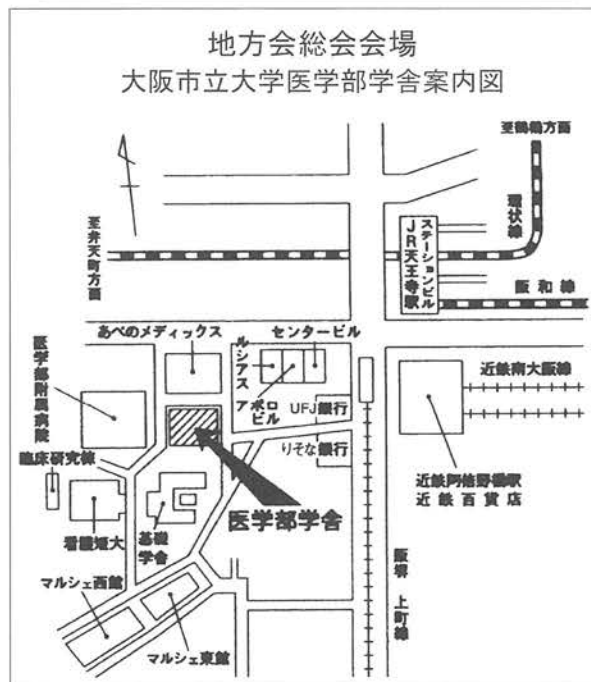 地方会総会会場
大阪市立大学医学部学舎案内図
至鶴橋方面
環状線
至弁天町方面
ステーションビル
JR天王寺駅
阪和線
あべのメディックス
ルシアス
センタービル
医学部附属病院
アポロ
ビル
UFJ銀行
近鉄南大阪線
りそな銀行
臨床研究棟
近鉄阿倍野橋駅
近鉄百貨店
看護短大
基礎
学舎
医学部学舎
マルシェ西館
阪堺 上町線
マルシェ東館